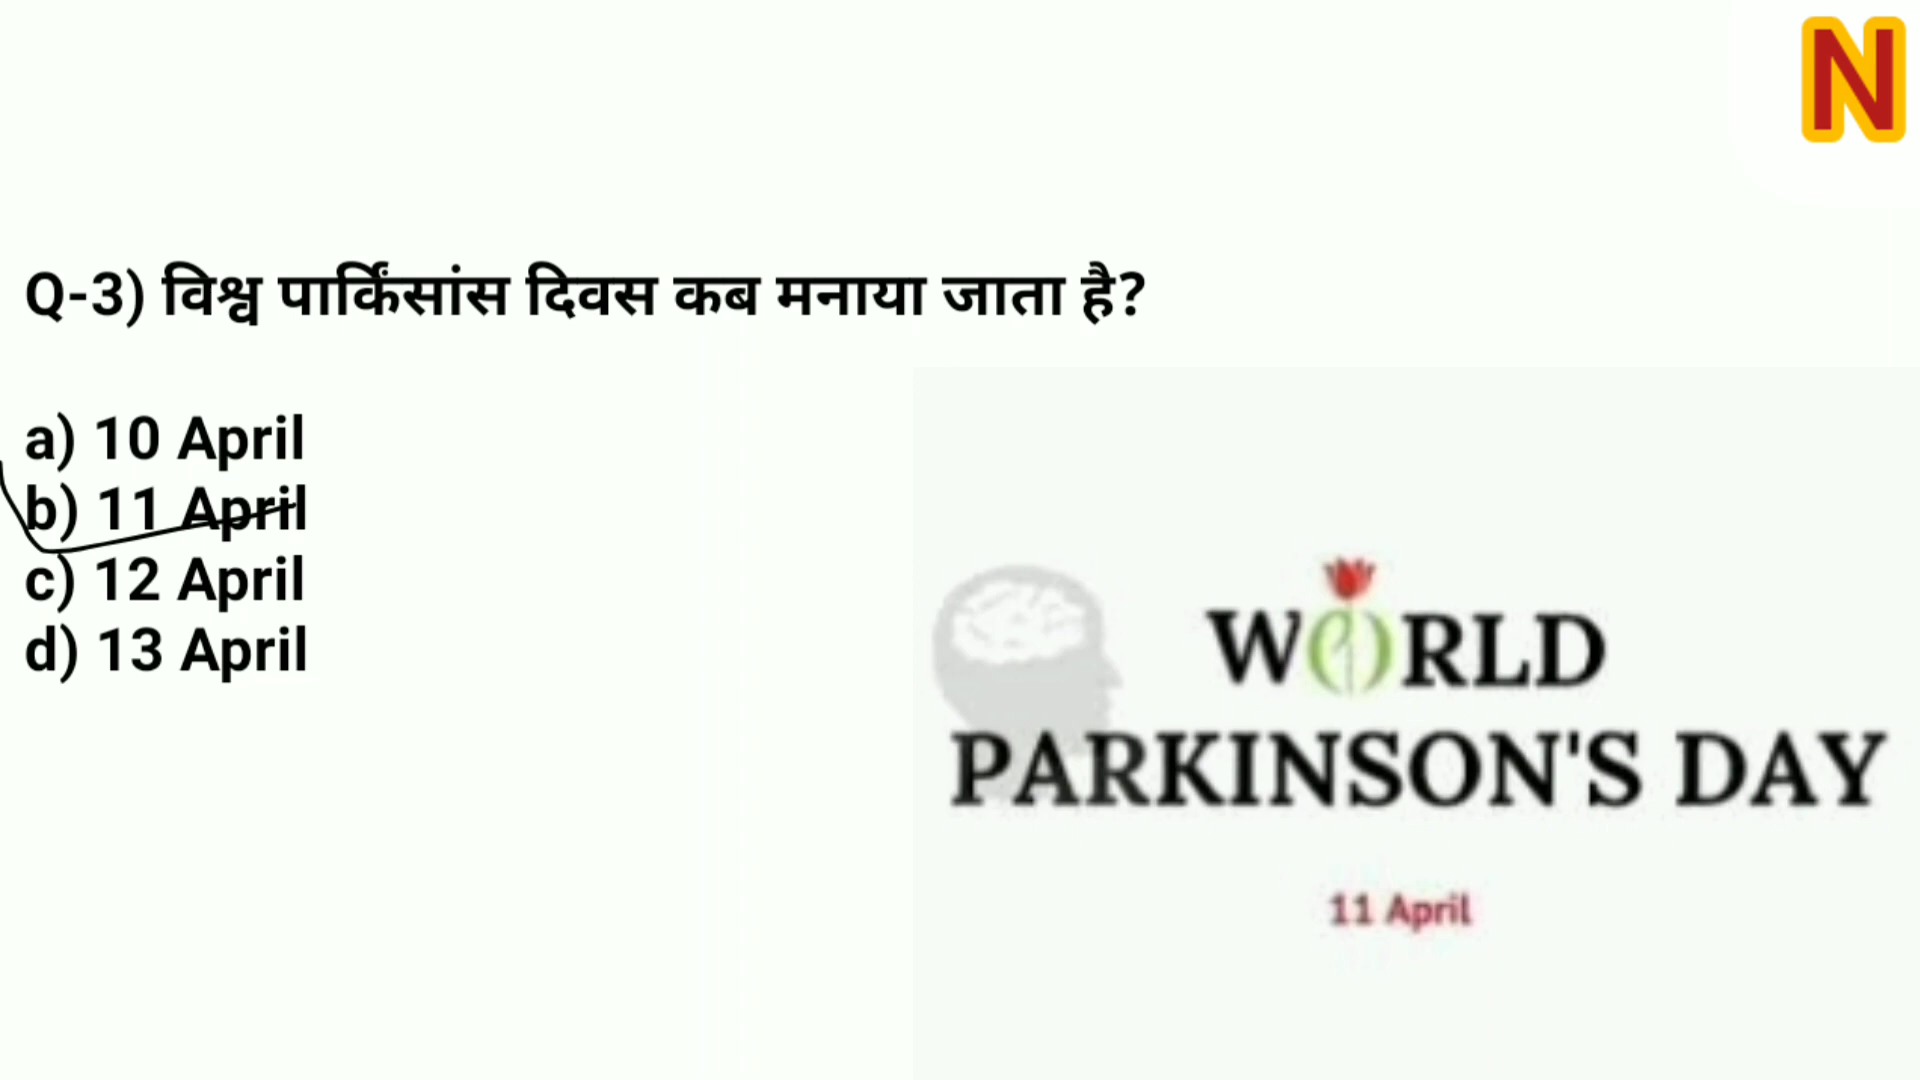 N
Q-3) विश्व पार्किंसांस दिवस कब मनाया जाता है?
a) 10 April
b) 11 April
c) 12 April
d) 13 April
WORLD
PARKINSON'S DAY
11 April